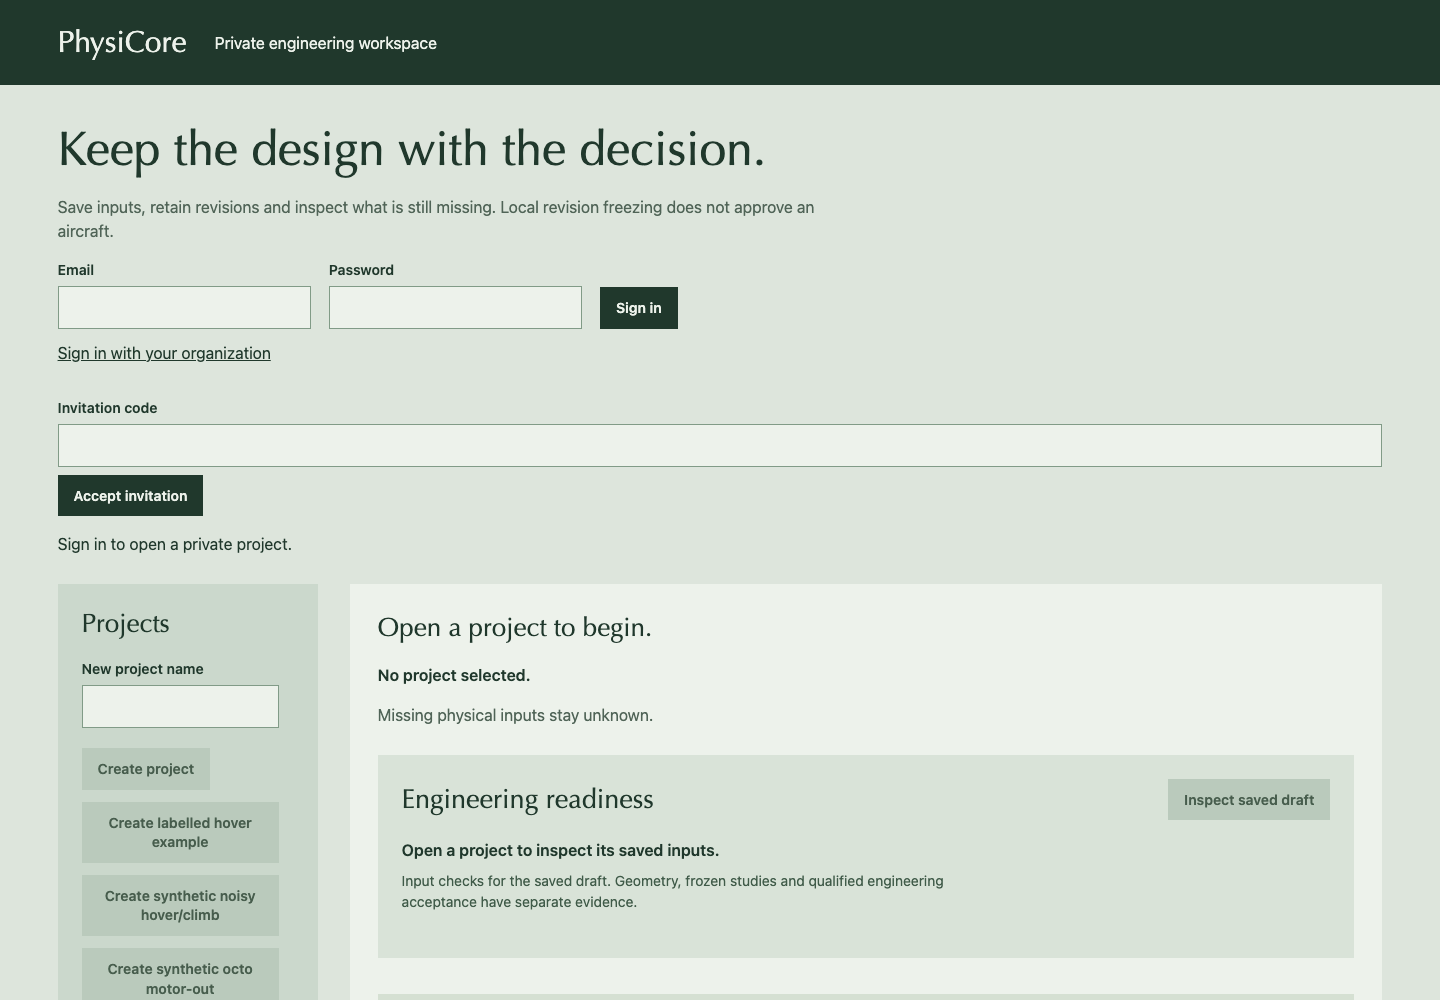 PhysiCore
Private engineering workspace
Keep the design with the decision.
Save inputs, retain revisions and inspect what is still missing. Local revision freezing does not approve an
aircraft.
Email
Password
Sign in
Sign in with your organization
Invitation code
Accept invitation
Sign in to open a private project.
Projects
New project name
Create project
Create labelled hover
example
Create synthetic noisy
hover/climb
Create synthetic octo
motor-out
Open a project to begin.
No project selected.
Missing physical inputs stay unknown.
Engineering readiness
Inspect saved draft
Open a project to inspect its saved inputs.
Input checks for the saved draft. Geometry, frozen studies and qualified engineering
acceptance have separate evidence.